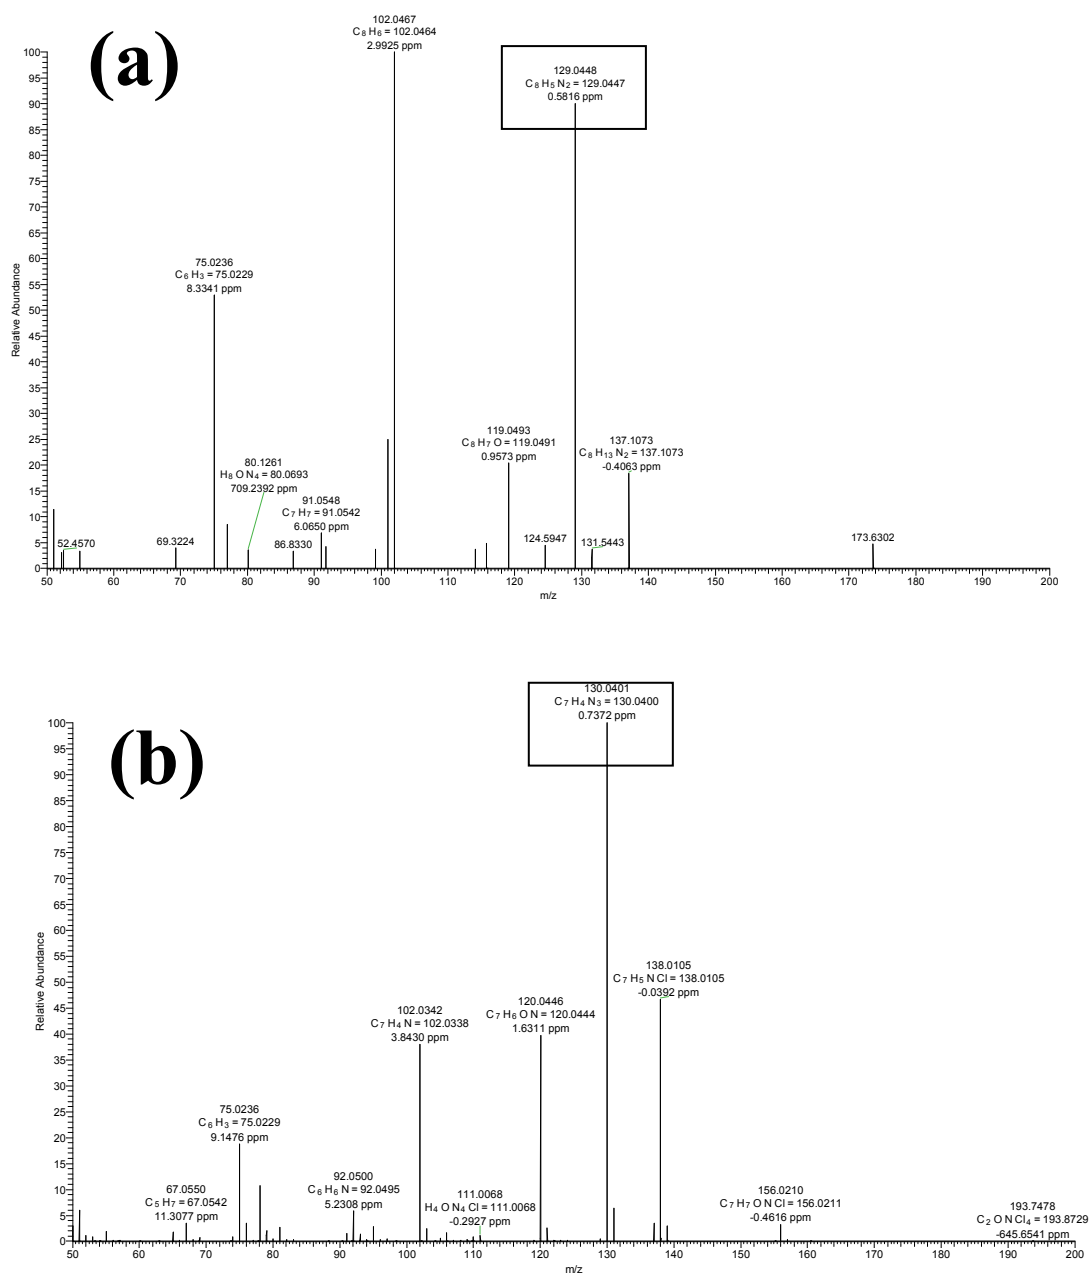 (a)
102.0467
C8 H6 = 102.0464
2.9925 ppm
129.0448
C8 H5 N2 = 129.0447
0.5816 ppm
75.0236
C6 H3 = 75.0229
8.3341 ppm
119.0493
C8 H7 O = 119.0491
0.9573 ppm
137.1073
C8 H13 N2 = 137.1073
-0.4063 ppm
80.1261
H8 O N4 = 80.0693
709.2392 ppm
91.0548
C7 H7 = 91.0542
6.0650 ppm
52.4570
69.3224
86.8330
124.5947
131.5443
173.6302
Relative Abundance
100
95
90
85
80
75
70
65
60
55
50
45
40
35
30
25
20
15
10
5
0
50 60 70 80 90 100 110 120 130 140 150 160 170 180 190 200
m/z
(b)
130.0401
C7 H4 N3 = 130.0400
0.7372 ppm
138.0105
C7 H5 N Cl = 138.0105
-0.0392 ppm
102.0342
C7 H4 N = 102.0338
3.8430 ppm
120.0446
C7 H6 O N = 120.0444
1.6311 ppm
75.0236
C6 H3 = 75.0229
9.1476 ppm
67.0550
C5 H7 = 67.0542
11.3077 ppm
92.0500
C6 H6 N = 92.0495
5.2308 ppm
111.0068
H4 O N4 Cl = 111.0068
-0.2927 ppm
156.0210
C7 H7 O N Cl = 156.0211
-0.4616 ppm
193.7478
C2 O N Cl4 = 193.8729
-645.6541 ppm
Relative Abundance
100
95
90
85
80
75
70
65
60
55
50
45
40
35
30
25
20
15
10
5
0
50 60 70 80 90 100 110 120 130 140 150 160 170 180 190 200
m/z